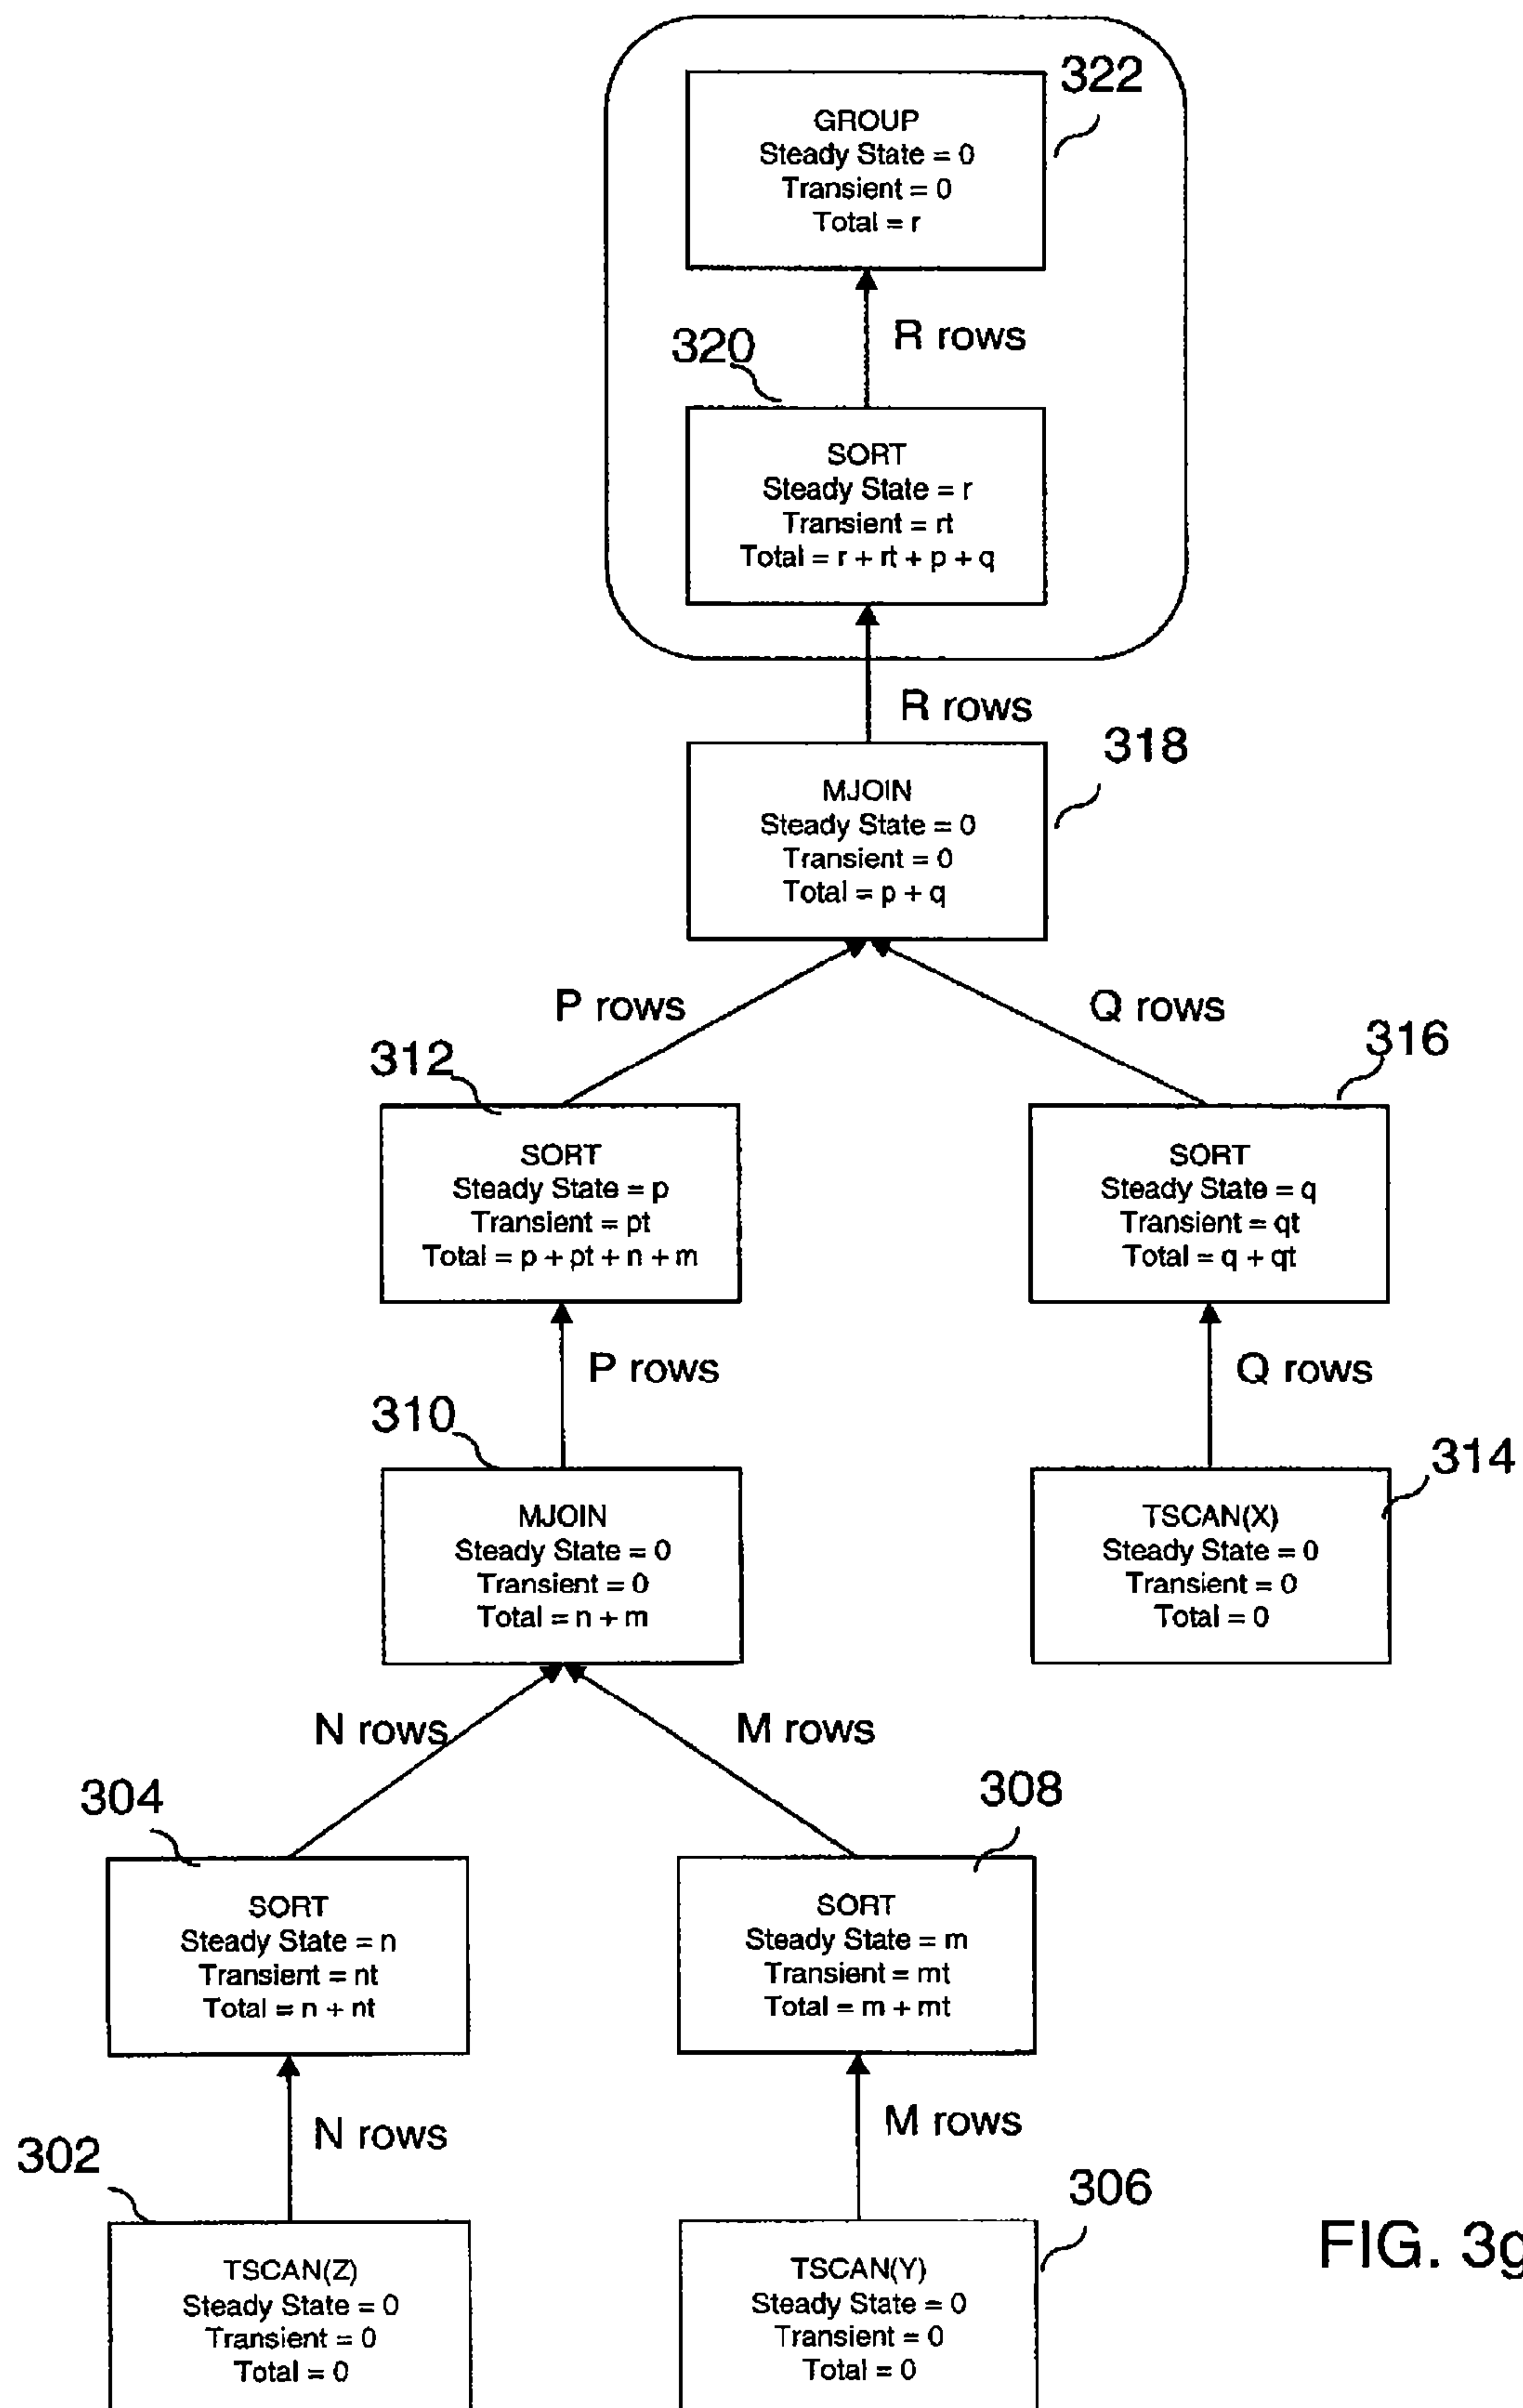 322
GROUP
Steady State = 0
Transient = 0
Total = r
R rows
320
SORT
Steady State = r
Transient = rt
Total = r + rt + p + q
R rows
318
MJOIN
Steady State = 0
Transient = 0
Total = p + q
P rows
Q rows
312
316
SORT
Steady State = p
Transient = pt
Total = p + pt + n + m
SORT
Steady State = q
Transient = qt
Total = q + qt
P rows
Q rows
310
314
MJOIN
Steady State = 0
Transient = 0
Total = n + m
TSCAN(X)
Steady State = 0
Transient = 0
Total = 0
N rows
M rows
304
308
SORT
Steady State = n
Transient = nt
Total = n + nt
SORT
Steady State = m
Transient = mt
Total = m + mt
N rows
M rows
302
306
TSCAN(Z)
Steady State = 0
Transient = 0
Total = 0
TSCAN(Y)
Steady State = 0
Transient = 0
Total = 0
FIG. 3g